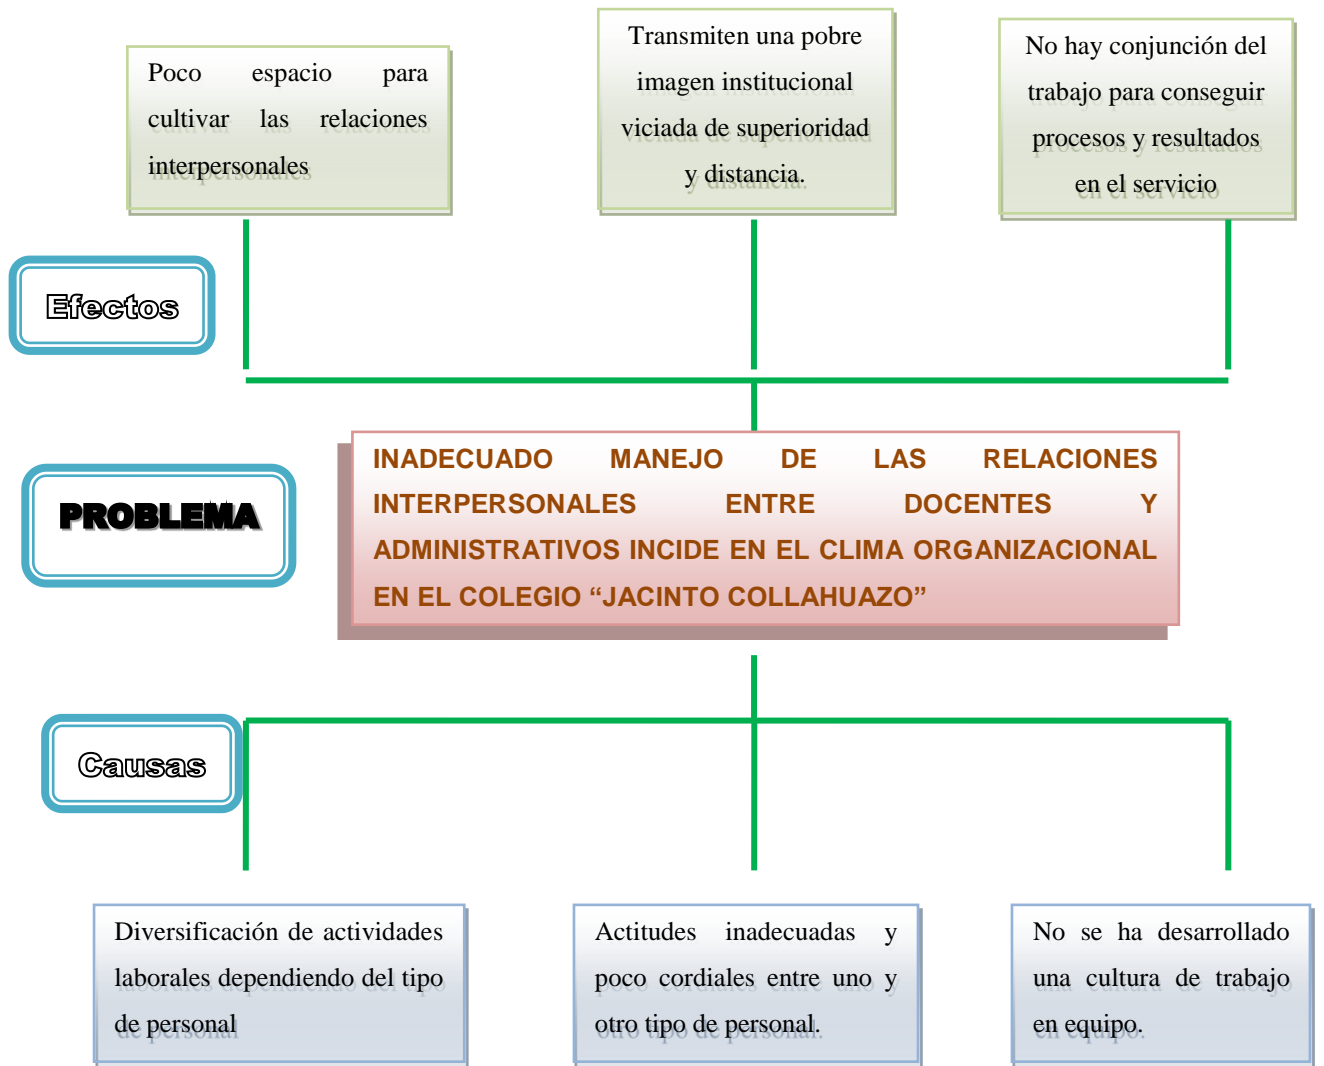 Poco espacio para
cultivar las relaciones
interpersonales
Transmiten una pobre
imagen institucional
viciada de superioridad
y distancia.
No hay conjunción del
trabajo para conseguir
procesos y resultados
en el servicio
Efectos
PROBLEMA
INADECUADO MANEJO DE LAS RELACIONES
INTERPERSONALES ENTRE DOCENTES Y
ADMINISTRATIVOS INCIDE EN EL CLIMA ORGANIZACIONAL
EN EL COLEGIO “JACINTO COLLAHUAZO”
Causas
Diversificación de actividades
laborales dependiendo del tipo
de personal
Actitudes inadecuadas y
poco cordiales entre uno y
otro tipo de personal.
No se ha desarrollado
una cultura de trabajo
en equipo.